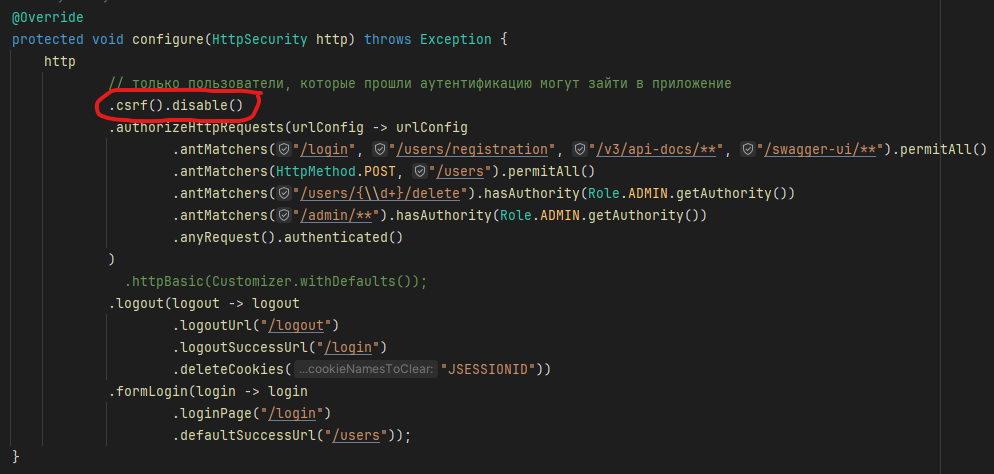 @Override
protected void configure(HttpSecurity http) throws Exception {
http
// только пользователи, которые прошли аутентификацию могут зайти в приложение
.csrf().disable()
.authorizeHttpRequests(urlConfig -> urlConfig
.antMatchers("/login", "/users/registration", "/v3/api-docs/**", "/swagger-ui/**").permitAll()
.antMatchers(HttpMethod.POST, "/users").permitAll()
.antMatchers("/users/{\\d+}/delete").hasAuthority(Role.ADMIN.getAuthority())
.antMatchers("/admin/**").hasAuthority(Role.ADMIN.getAuthority())
.anyRequest().authenticated()
)
.httpBasic(Customizer.withDefaults());
.logout(logout -> logout
.logoutUrl("/logout")
.logoutSuccessUrl("/login")
.deleteCookies(...cookieNamesToClear: "JSESSIONID"))
.formLogin(login -> login
.loginPage("/login")
.defaultSuccessUrl("/users"));
}